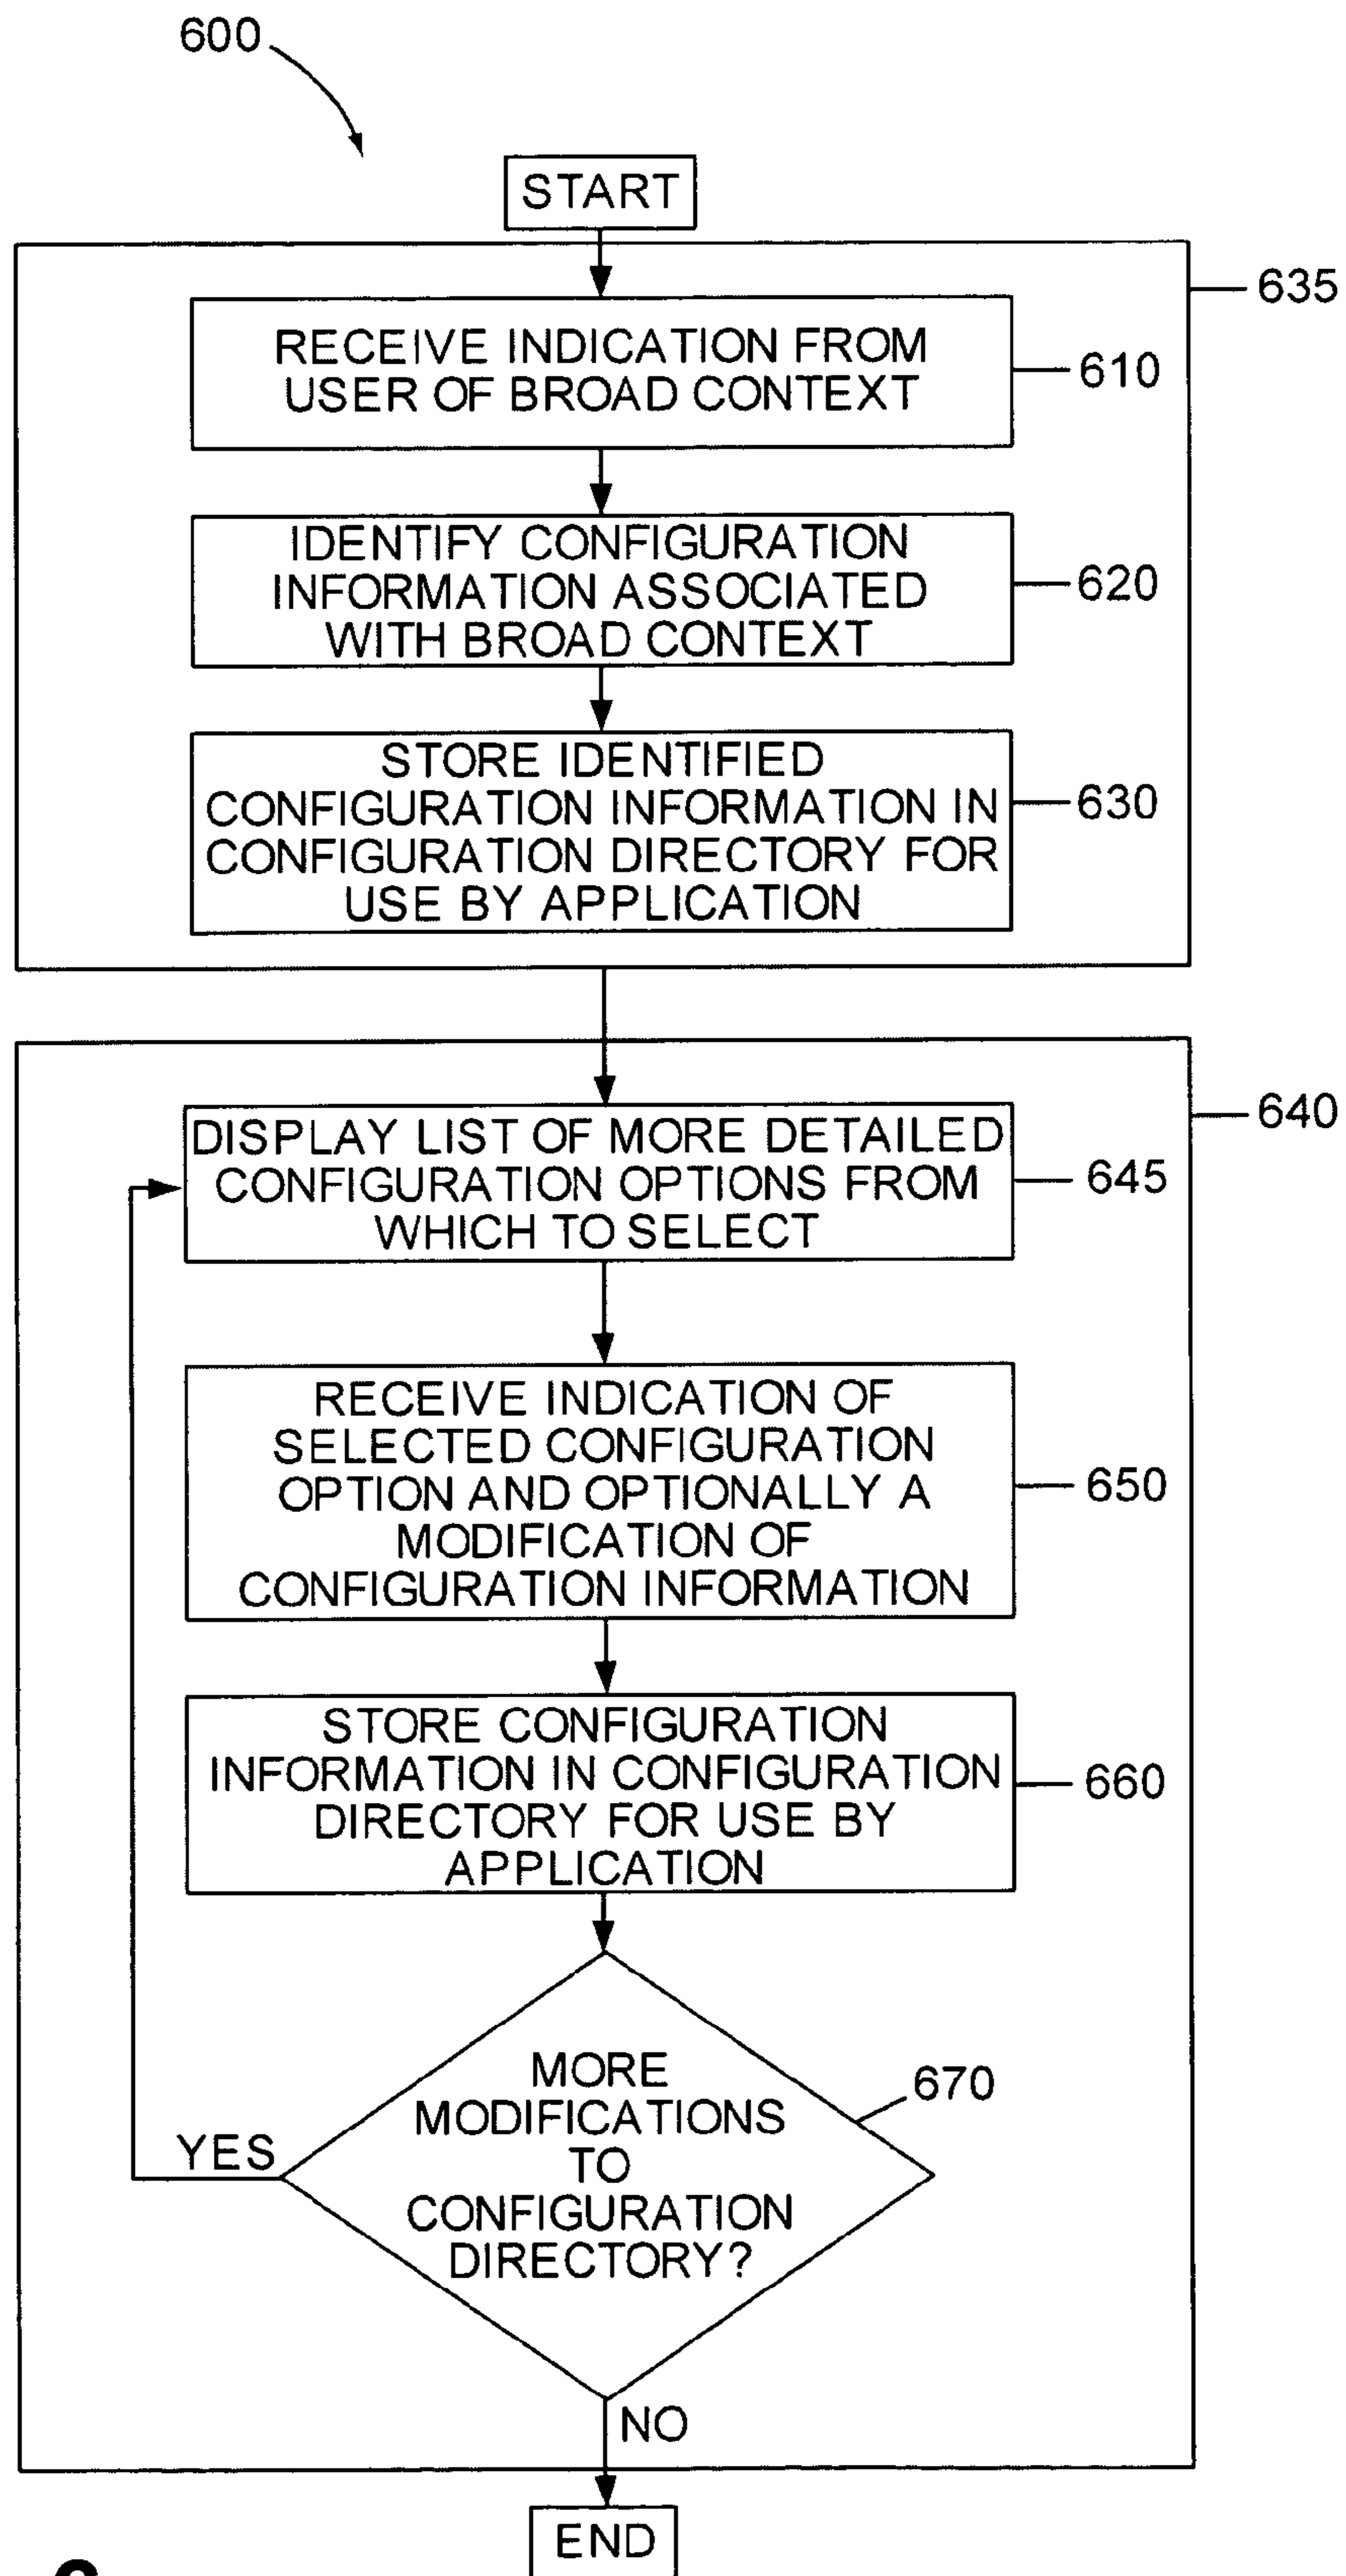 600
START
635
RECEIVE INDICATION FROM
USER OF BROAD CONTEXT
610
IDENTIFY CONFIGURATION
INFORMATION ASSOCIATED
WITH BROAD CONTEXT
620
STORE IDENTIFIED
CONFIGURATION INFORMATION IN
CONFIGURATION DIRECTORY FOR
USE BY APPLICATION
630
640
DISPLAY LIST OF MORE DETAILED
CONFIGURATION OPTIONS FROM
WHICH TO SELECT
645
RECEIVE INDICATION OF
SELECTED CONFIGURATION
OPTION AND OPTIONALLY A
MODIFICATION OF
CONFIGURATION INFORMATION
650
STORE CONFIGURATION
INFORMATION IN CONFIGURATION
DIRECTORY FOR USE BY
APPLICATION
660
MORE
MODIFICATIONS
TO
CONFIGURATION
DIRECTORY?
670
YES
NO
END